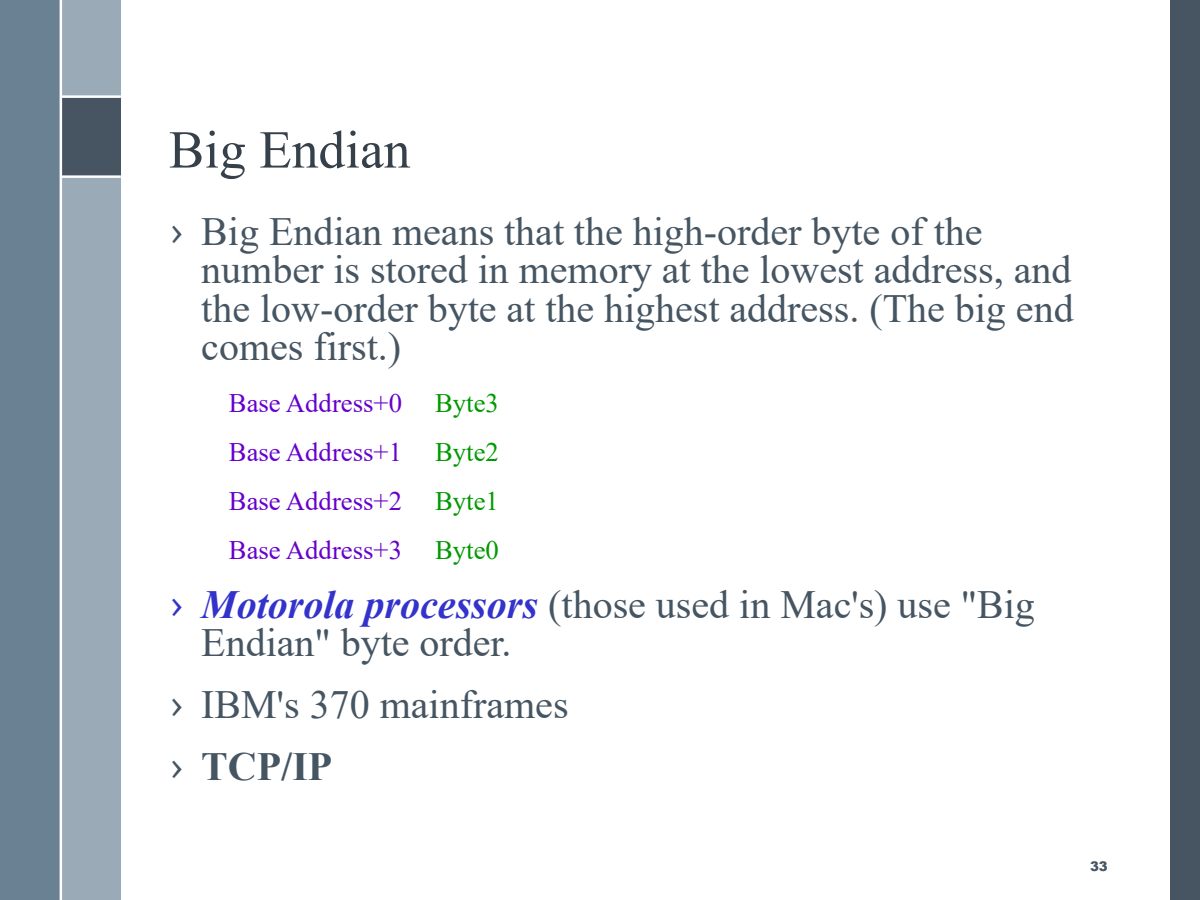 Big Endian
› Big Endian means that the high-order byte of the
number is stored in memory at the lowest address, and
the low-order byte at the highest address. (The big end
comes first.)
Base Address+0 Byte3
Base Address+1 Byte2
Base Address+2 Byte1
Base Address+3 Byte0
› Motorola processors (those used in Mac's) use "Big
Endian" byte order.
› IBM's 370 mainframes
› TCP/IP
33